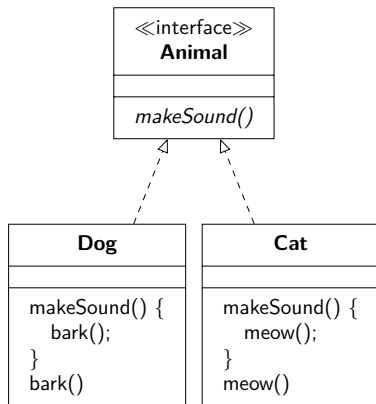 ≪interface≫
Animal
makeSound()
Dog
makeSound() {
bark();
}
bark()
Cat
makeSound() {
meow();
}
meow()